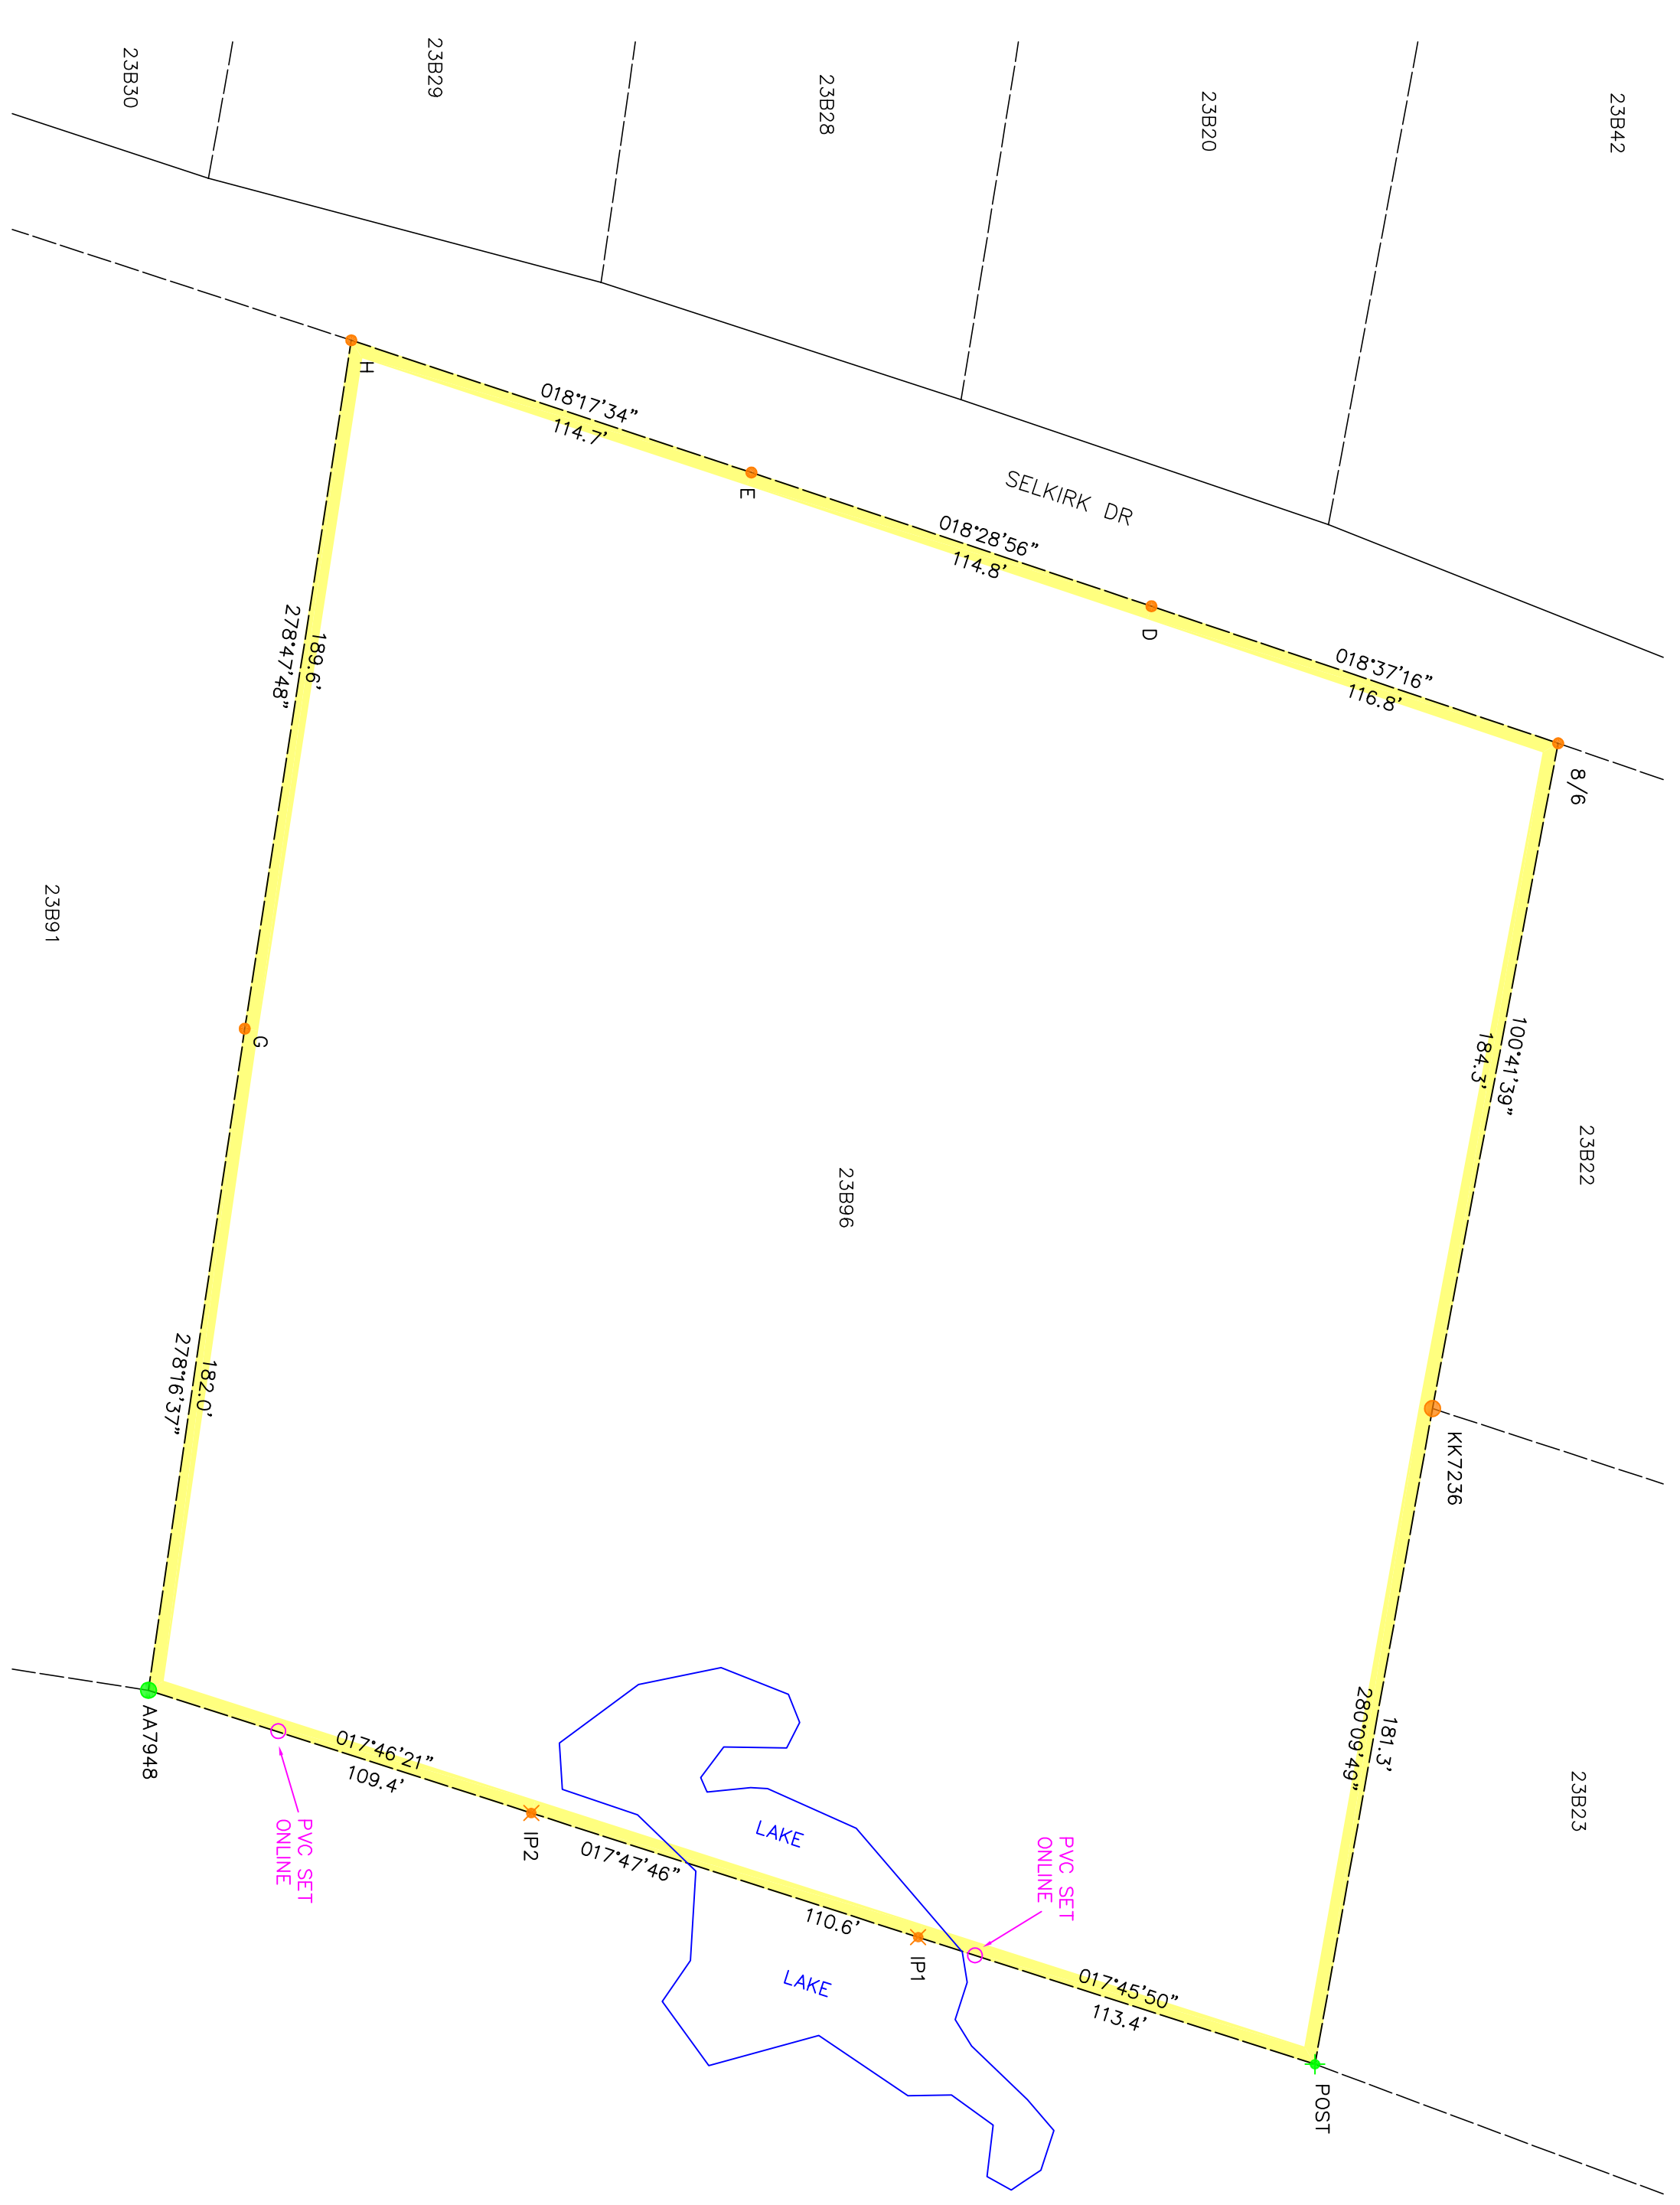 23B30
23B29
23B28
23B20
23B42
H
018°17'34"
114.7'
E
018°28'56"
114.8'
SELKIRK DR
D
018°37'16"
116.8'
8/6
189.6'
278°47'48"
23B91
G
100°41'39"
184.3'
23B22
23B96
KK7236
182.0'
278°16'37"
181.3'
280°09'49"
23B23
AA7948
PVC SET
ONLINE
017°46'21"
109.4'
IP2
017°47'46"
110.6'
LAKE
LAKE
IP1
PVC SET
ONLINE
017°45'50"
113.4'
POST